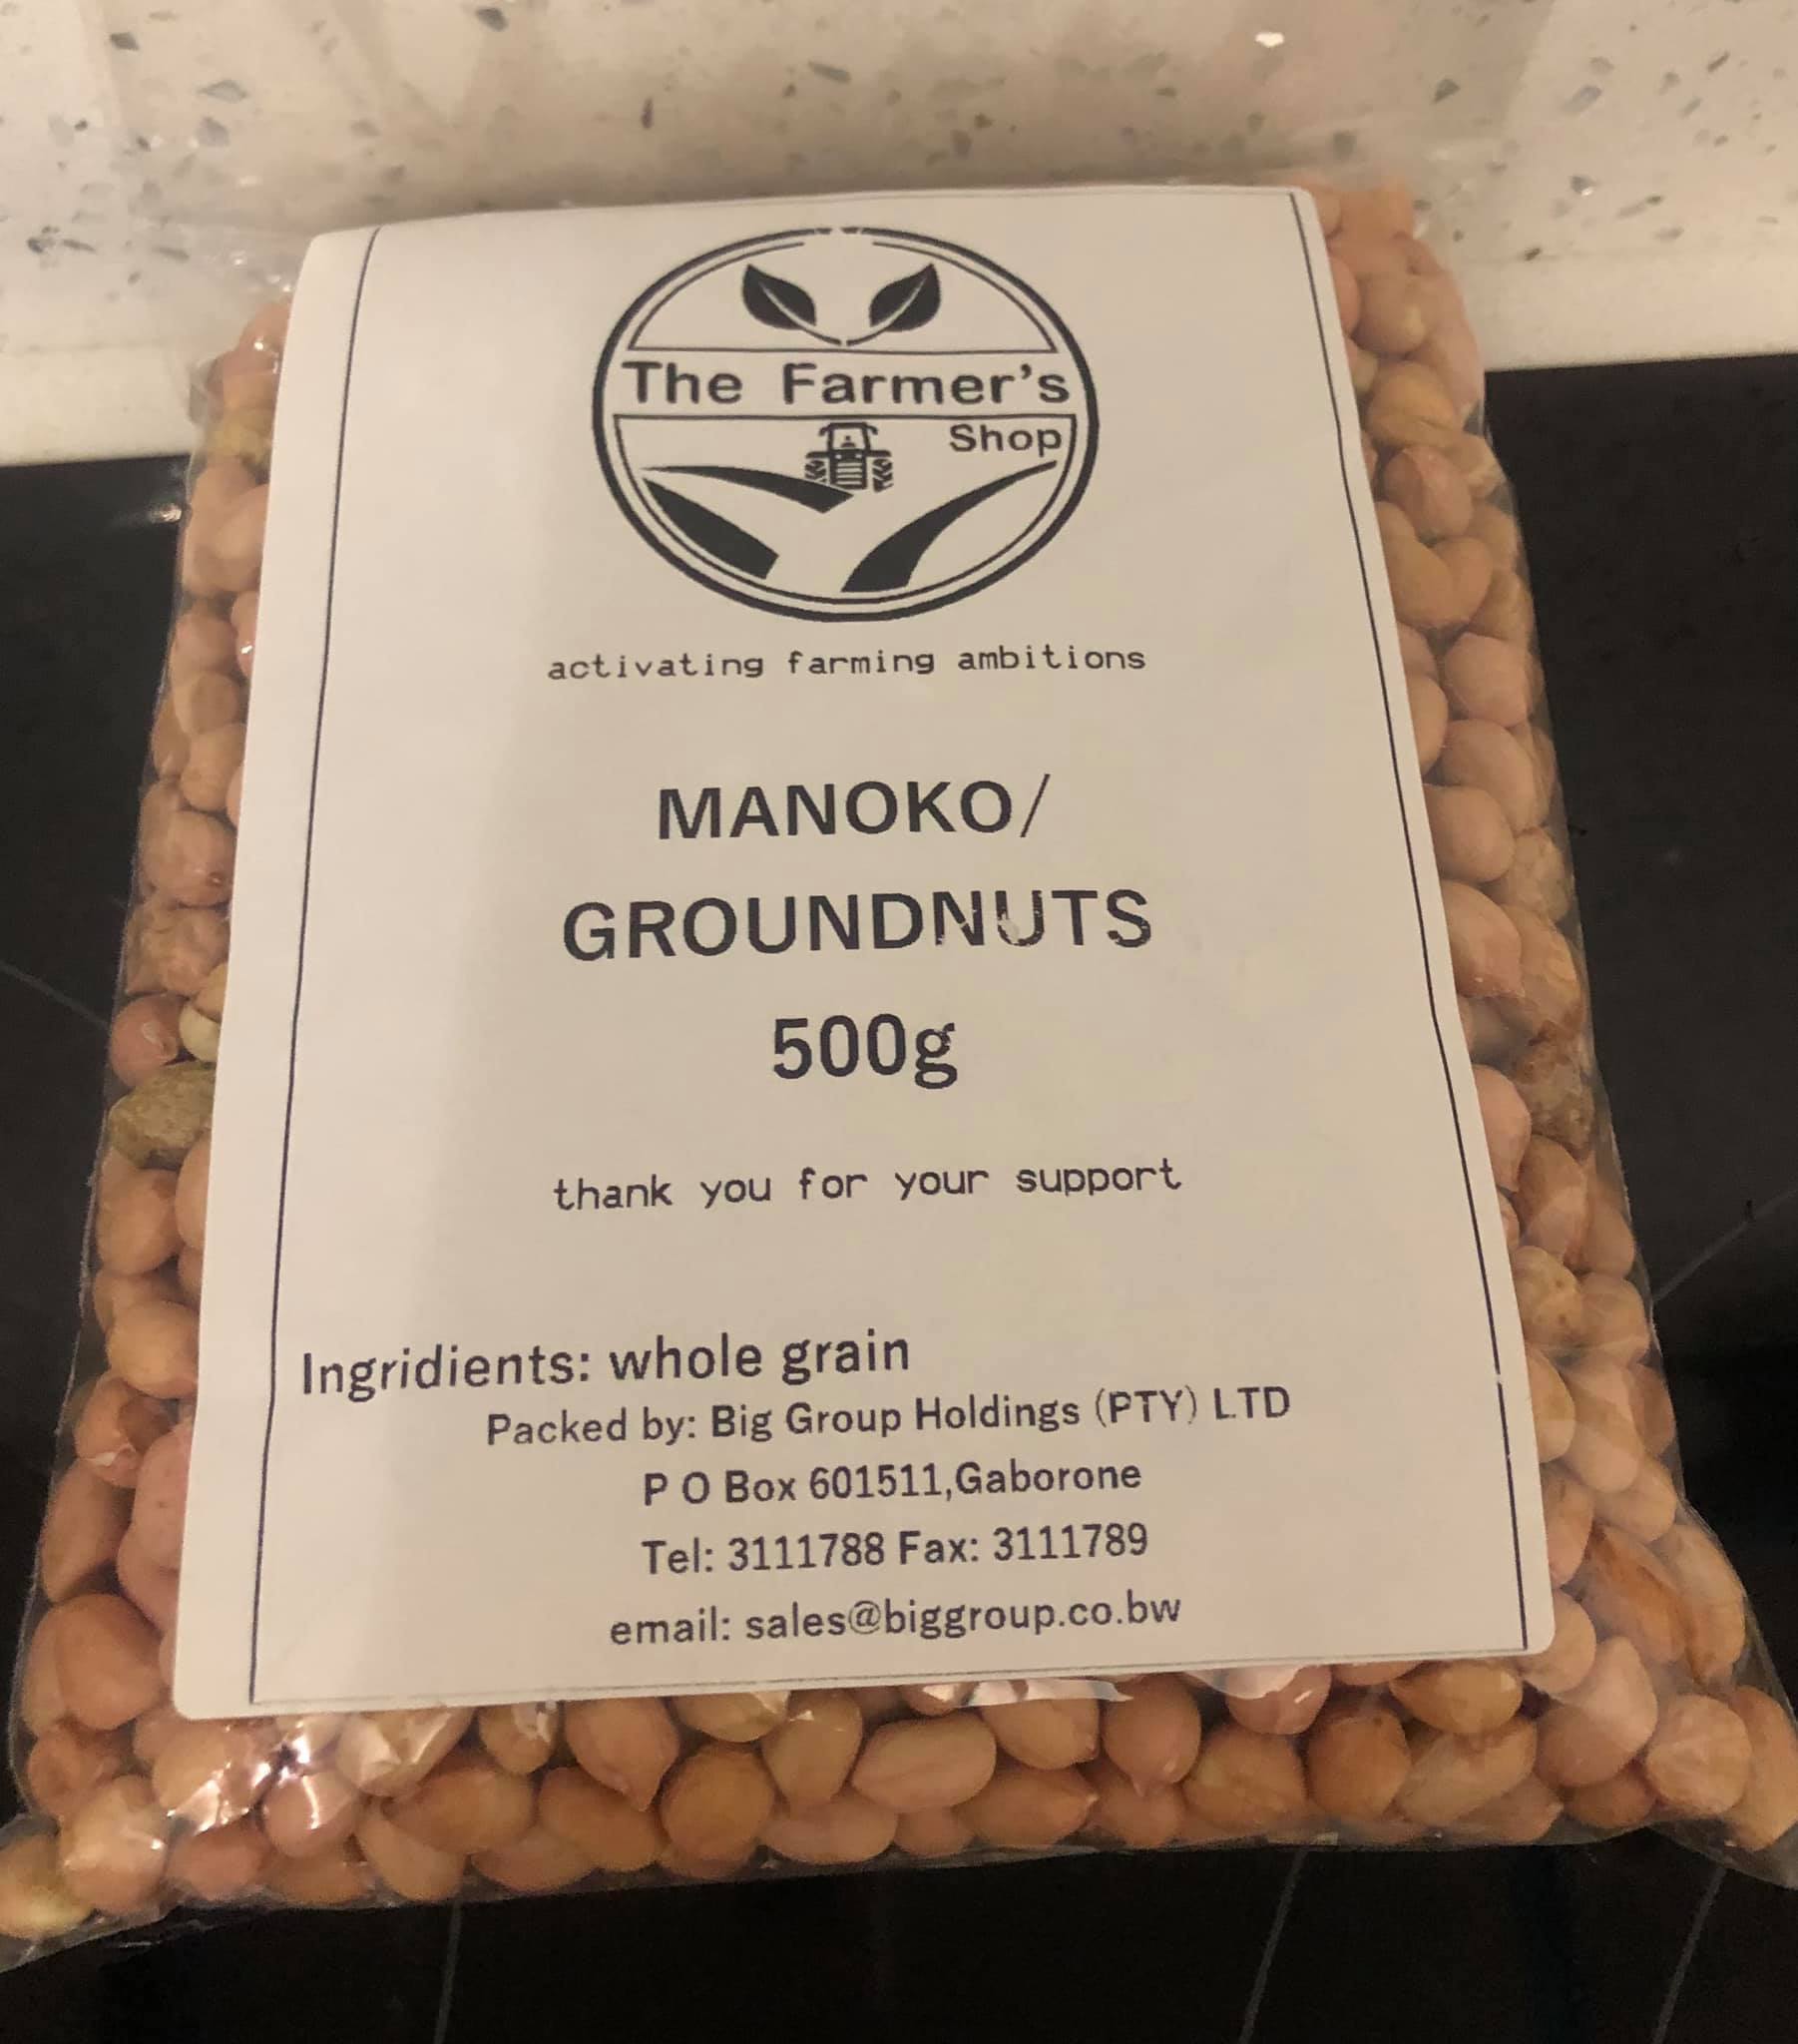 The Farmer's
Shop
activating farming ambitions
MANOKO/
GROUNDNUTS
500g
thank you for your support
Ingridients: whole grain
Packed by: Big Group Holdings (PTY) LTD
P O Box 601511,Gaborone
Tel: 3111788 Fax: 3111789
email: sales@biggroup.co.bw